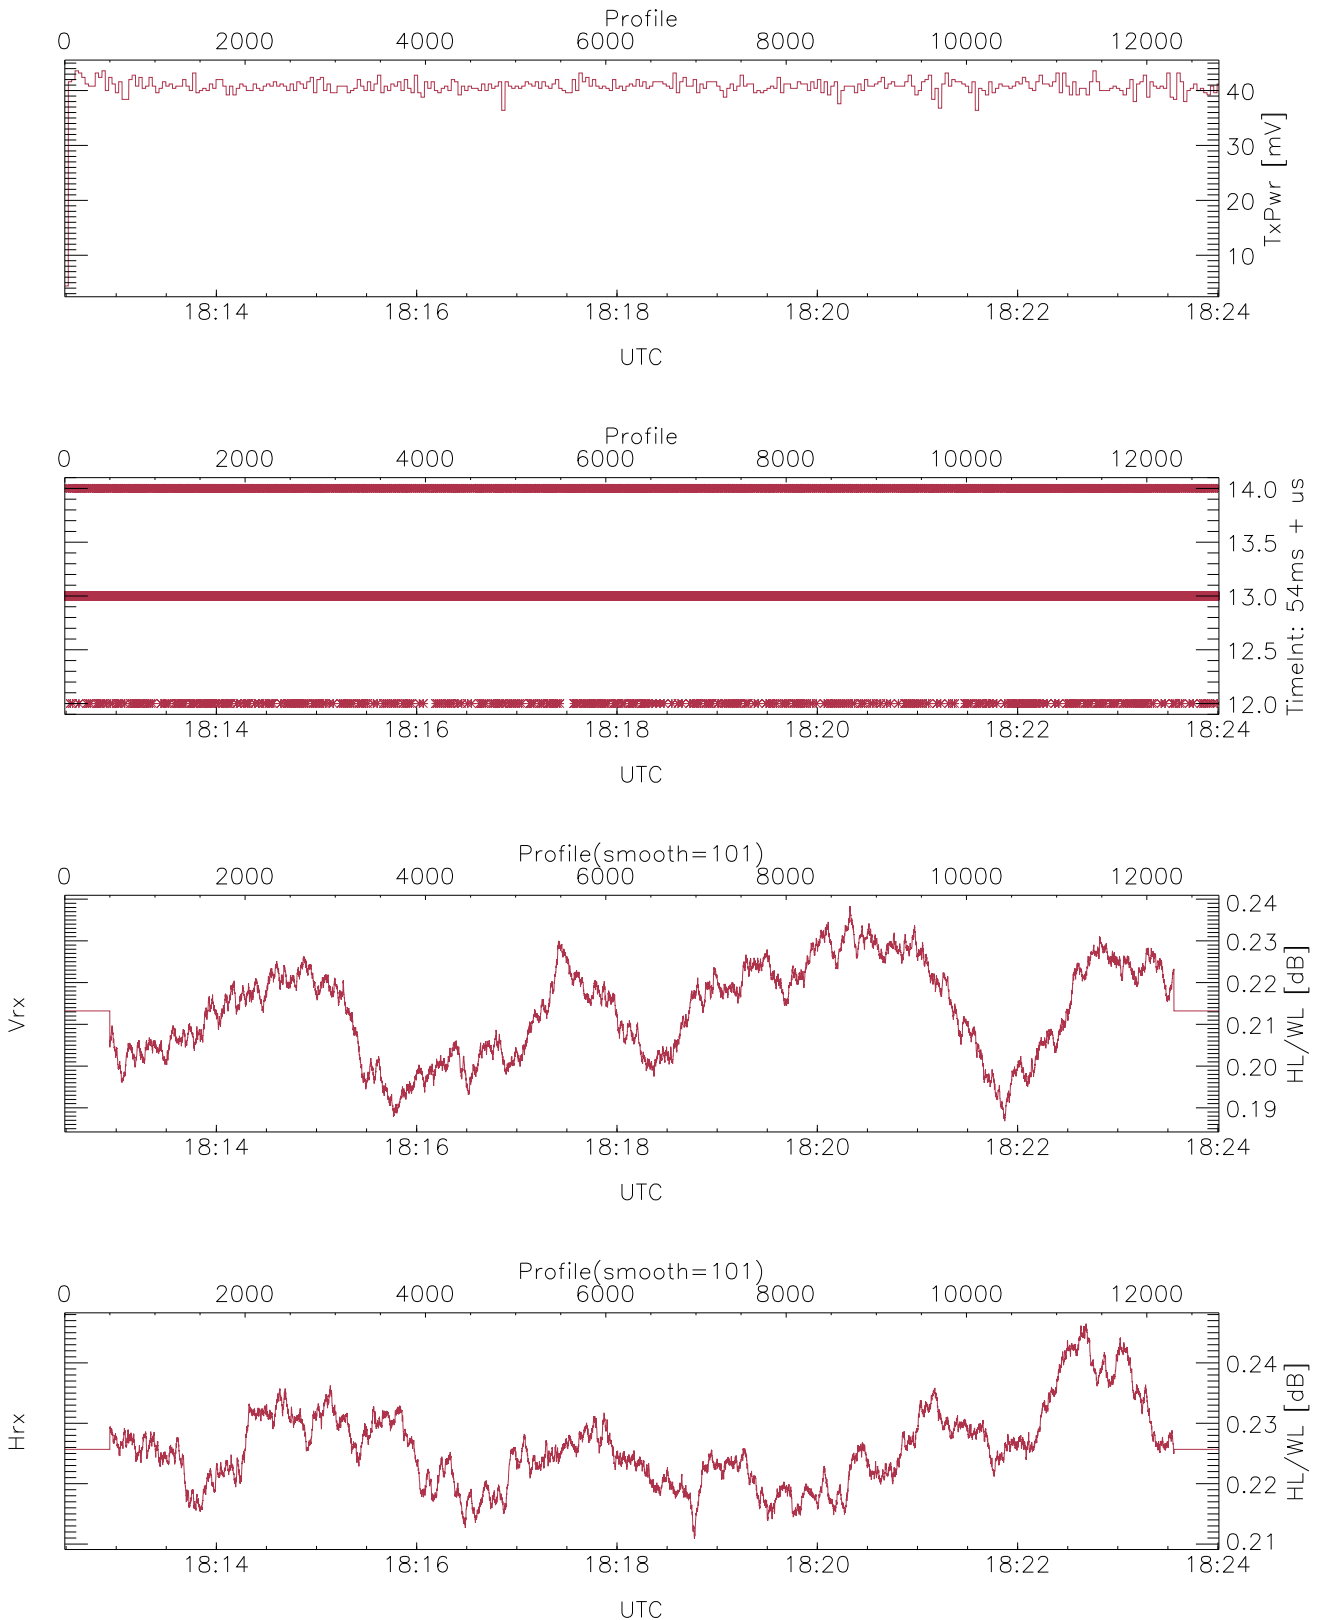 Profile
0 2000 4000 6000 8000 10000 12000
40
30
20
10
TxPwr [mV]
18:14 18:16 18:18 18:20 18:22 18:24
UTC
Profile
0 2000 4000 6000 8000 10000 12000
14.0
13.5
13.0
12.5
12.0
TimeInt: 54ms + us
18:14 18:16 18:18 18:20 18:22 18:24
UTC
Profile(smooth=101)
0 2000 4000 6000 8000 10000 12000
Vrx
0.24
0.23
0.22
0.21
0.20
0.19
HL/WL [dB]
18:14 18:16 18:18 18:20 18:22 18:24
UTC
Profile(smooth=101)
0 2000 4000 6000 8000 10000 12000
Hrx
0.24
0.23
0.22
0.21
HL/WL [dB]
18:14 18:16 18:18 18:20 18:22 18:24
UTC